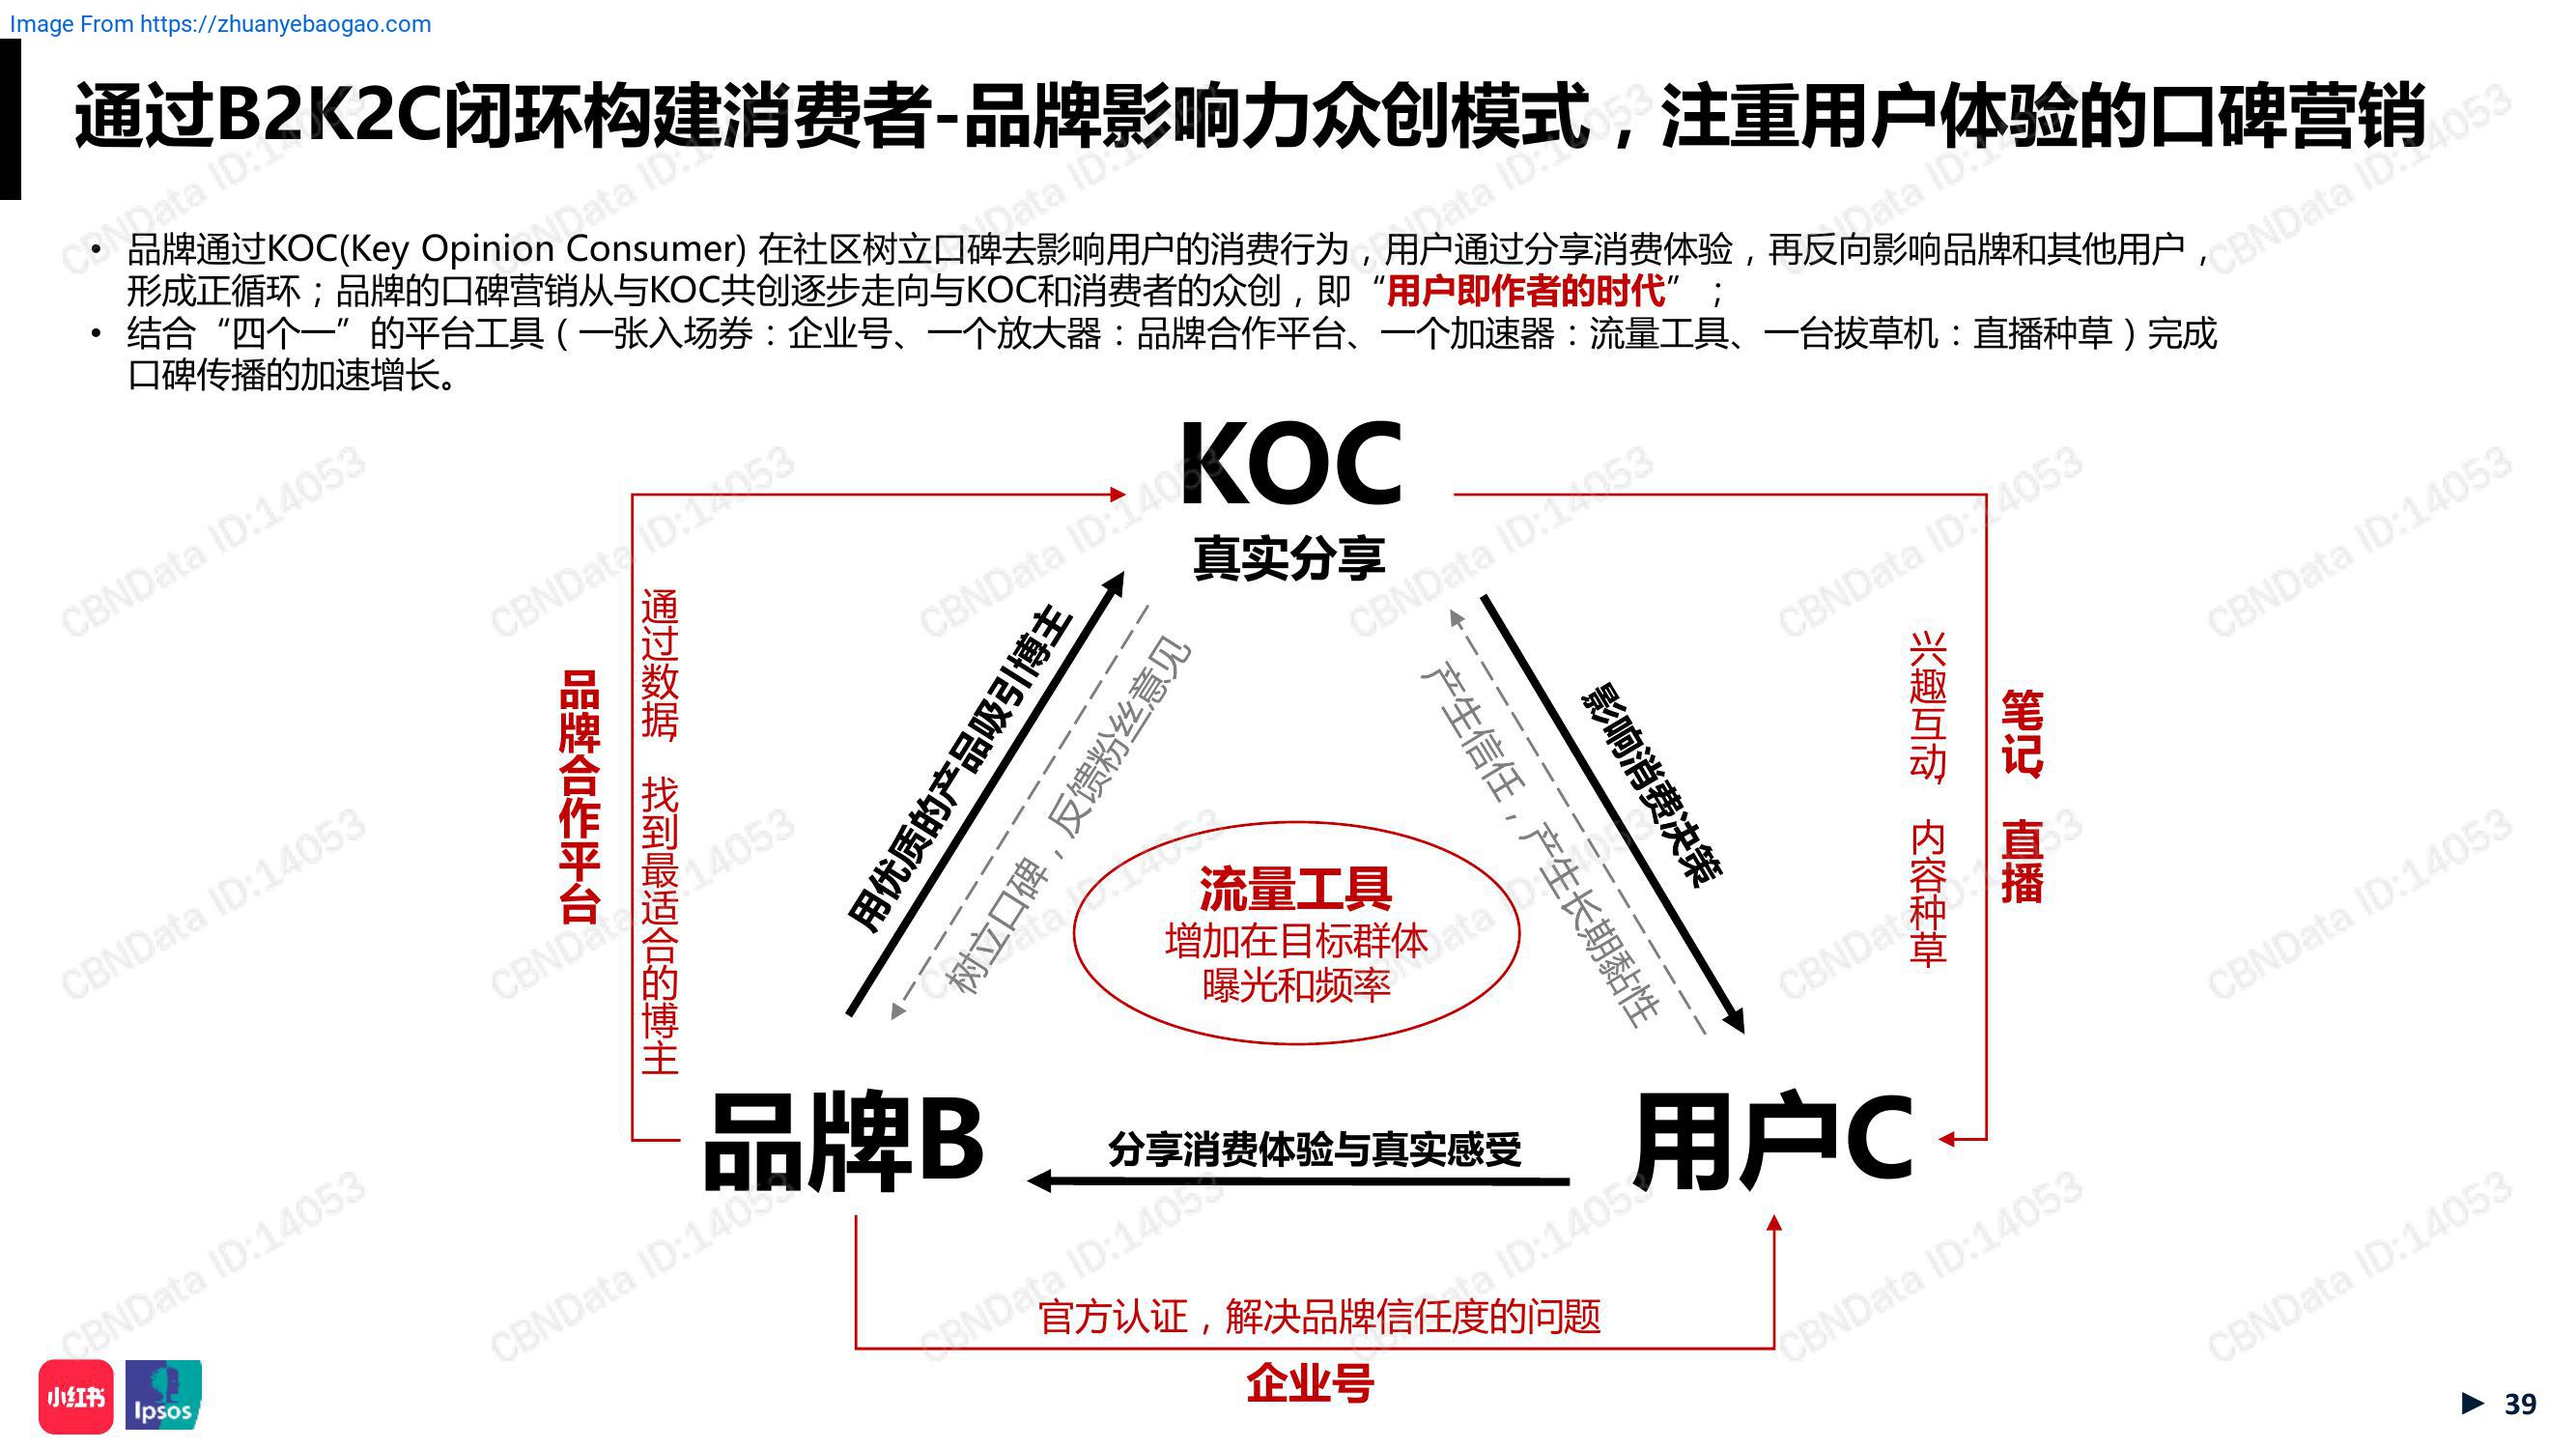 Image From https://zhuanyebaogao.com
通过B2K2C闭环构建消费者-品牌影响力众创模式，注重用户体验的口碑营销
• 品牌通过KOC(Key Opinion Consumer) 在社区树立口碑去影响用户的消费行为，用户通过分享消费体验，再反向影响品牌和其他用户，
形成正循环；品牌的口碑营销从与KOC共创逐步走向与KOC和消费者的众创，即“用户即作者的时代”；
• 结合“四个一”的平台工具（一张入场券：企业号、一个放大器：品牌合作平台、一个加速器：流量工具、一台拔草机：直播种草）完成
口碑传播的加速增长。
KOC
真实分享
品牌合作平台
通过数据，找到最适合的博主
用优质的产品吸引博主
树立口碑，反馈粉丝意见
产生信任，产生长期黏性
影响消费决策
兴趣互动，内容种草
笔记 直播
流量工具
增加在目标群体
曝光和频率
品牌B
分享消费体验与真实感受
用户C
官方认证，解决品牌信任度的问题
企业号
小红书
Ipsos
39
CBNData ID:14053